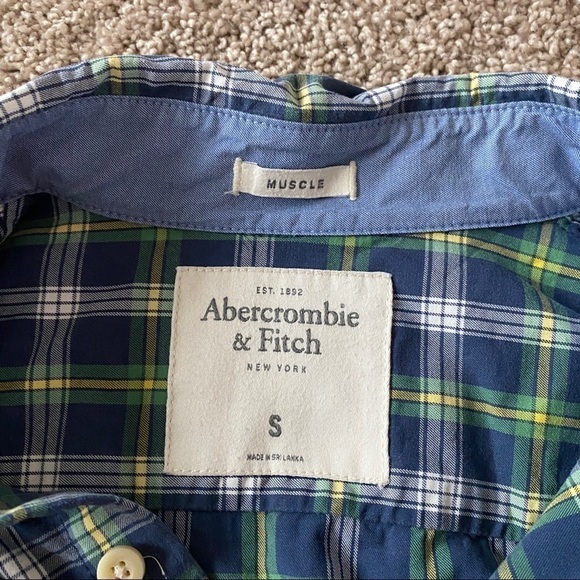 MUSCLE
EST. 1892
Abercrombie
& Fitch
NEW YORK
S
MADE IN SRI LANKA